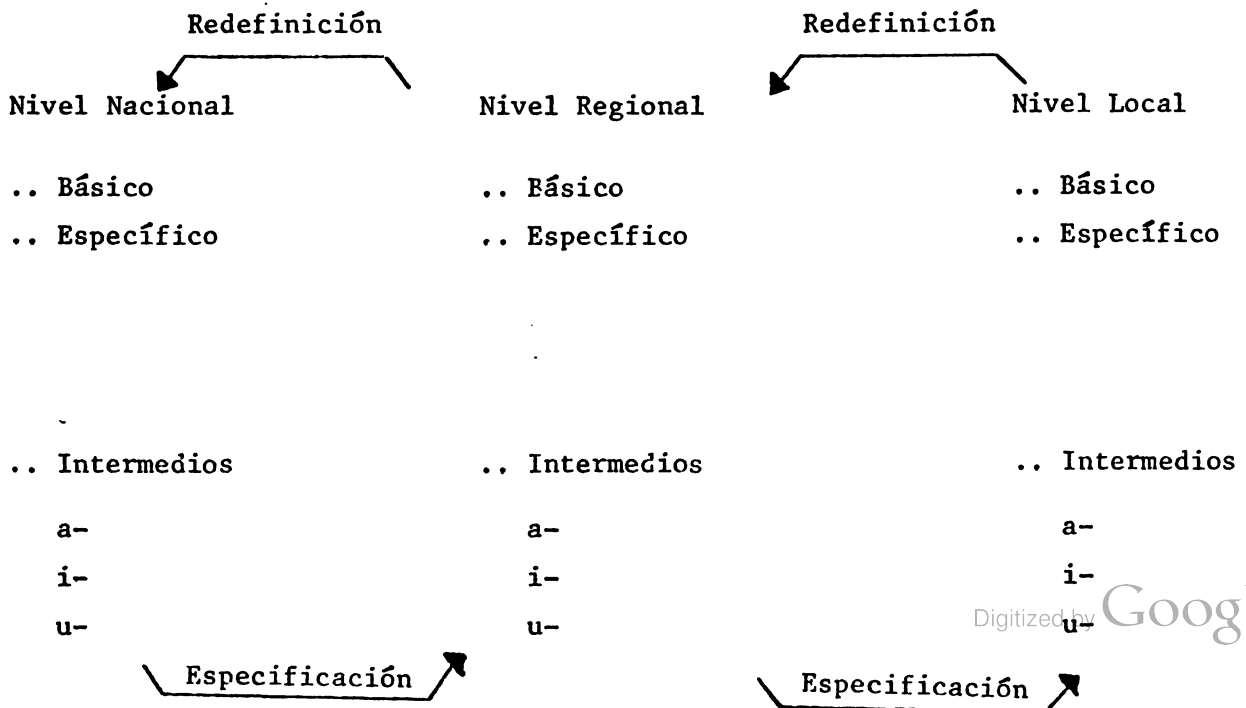 Redefinición Redefinición
Nivel Nacional Nivel Regional Nivel Local
.. Básico .. Básico .. Básico
.. Específico .. Específico .. Específico
.. Intermedios .. Intermedios .. Intermedios
a- a- a-
i- i- i-
u- u- u-
Digitized by Goog
Especificación Especificación